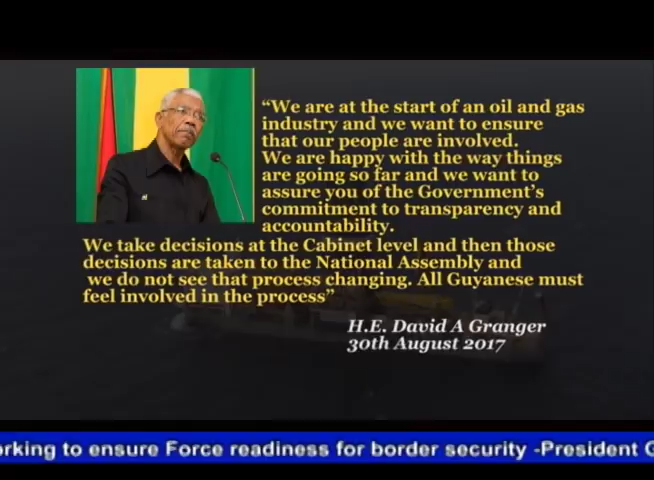 “We are at the start of an oil and gas
industry and we want to ensure
that our people are involved.
We are happy with the way things
are going so far and we want to
assure you of the Government's
commitment to transparency and
accountability.
We take decisions at the Cabinet level and then those
decisions are taken to the National Assembly and
we do not see that process changing. All Guyanese must
feel involved in the process”
H.E. David A Granger
30th August 2017
orking to ensure Force readiness for border security -President G